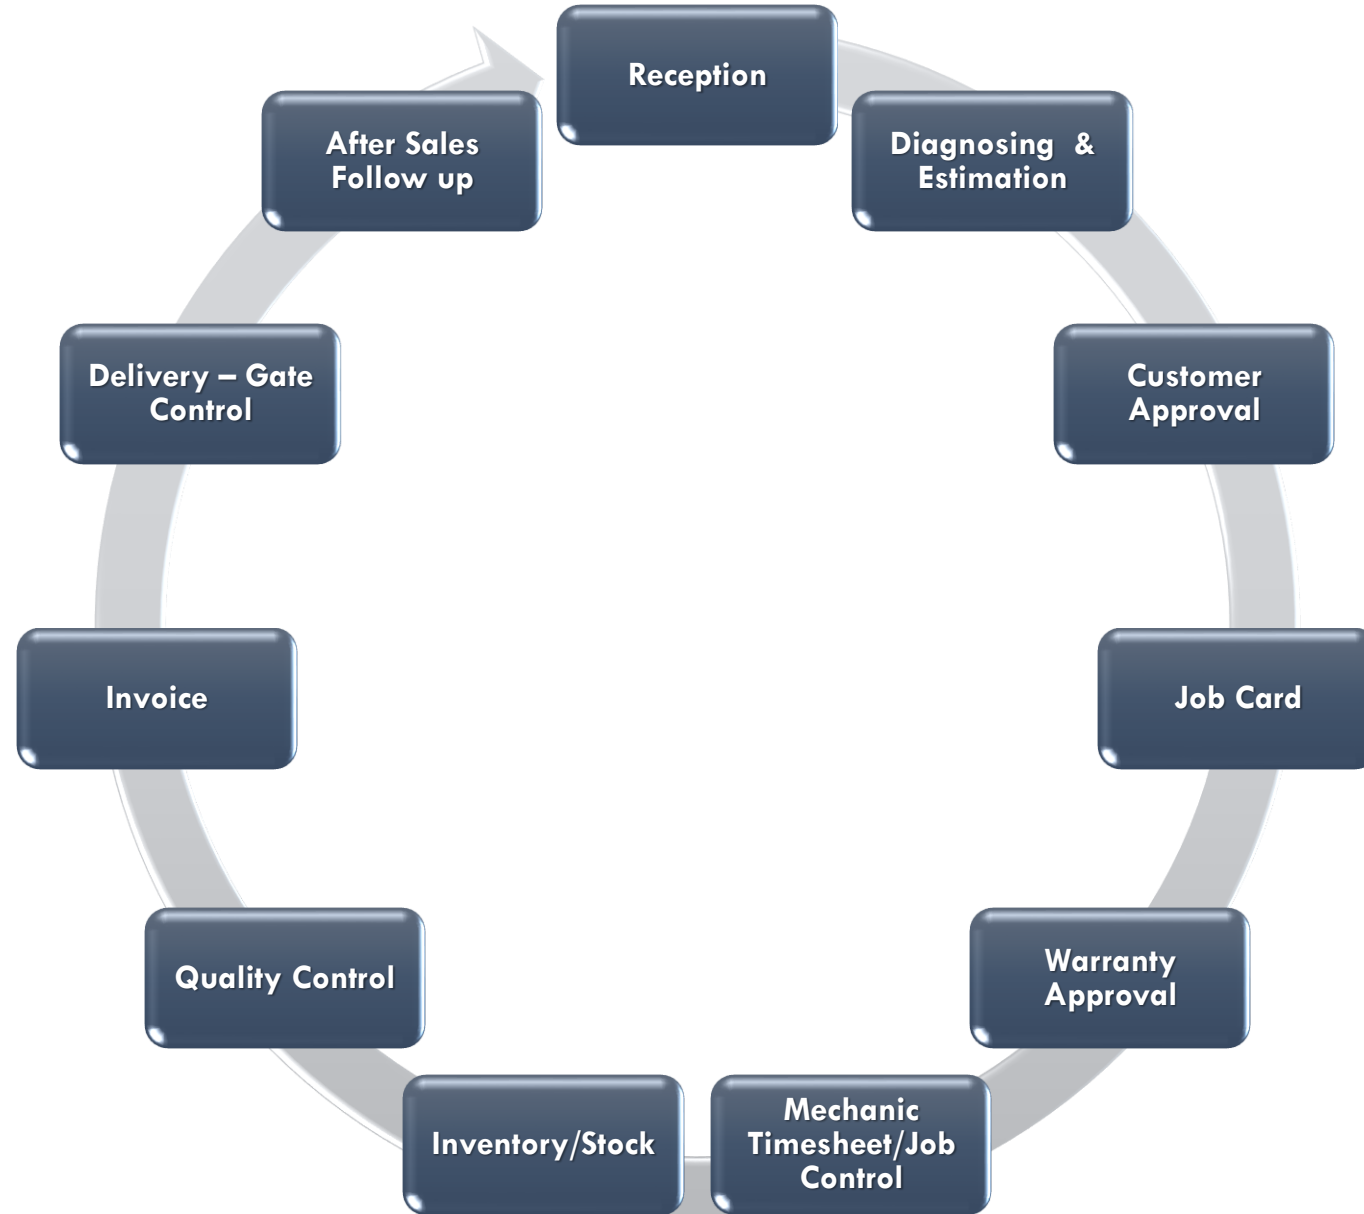 Reception
Diagnosing & 
Estimation
Customer
Approval
Job Card
Warranty
Approval
Mechanic
Timesheet/Job
Control
Inventory/Stock
Quality Control
Invoice
Delivery – Gate
Control
After Sales
Follow up